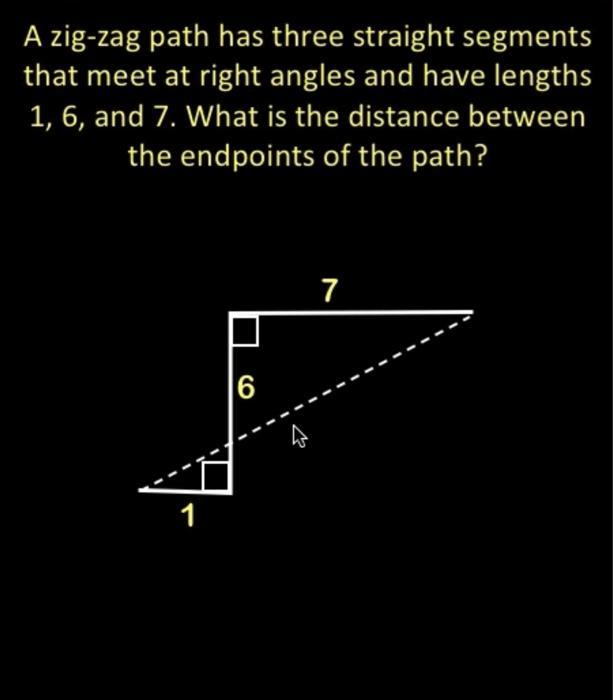 A zig-zag path has three straight segments
that meet at right angles and have lengths
1, 6, and 7. What is the distance between
the endpoints of the path?
7
6
1